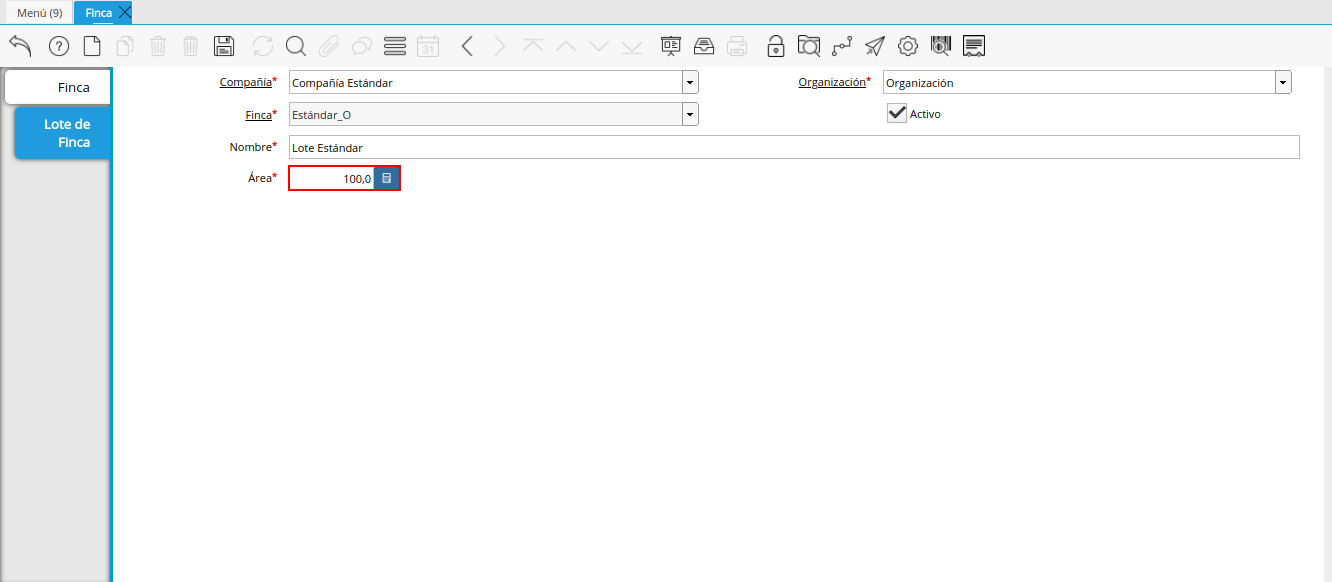 Menú (9)
Finca
31
Finca
Lote de
Finca
Compañía* Compañía Estándar
Organización* Organización
Finca* Estándar_O
Activo
Nombre* Lote Estándar
Área* 100,0